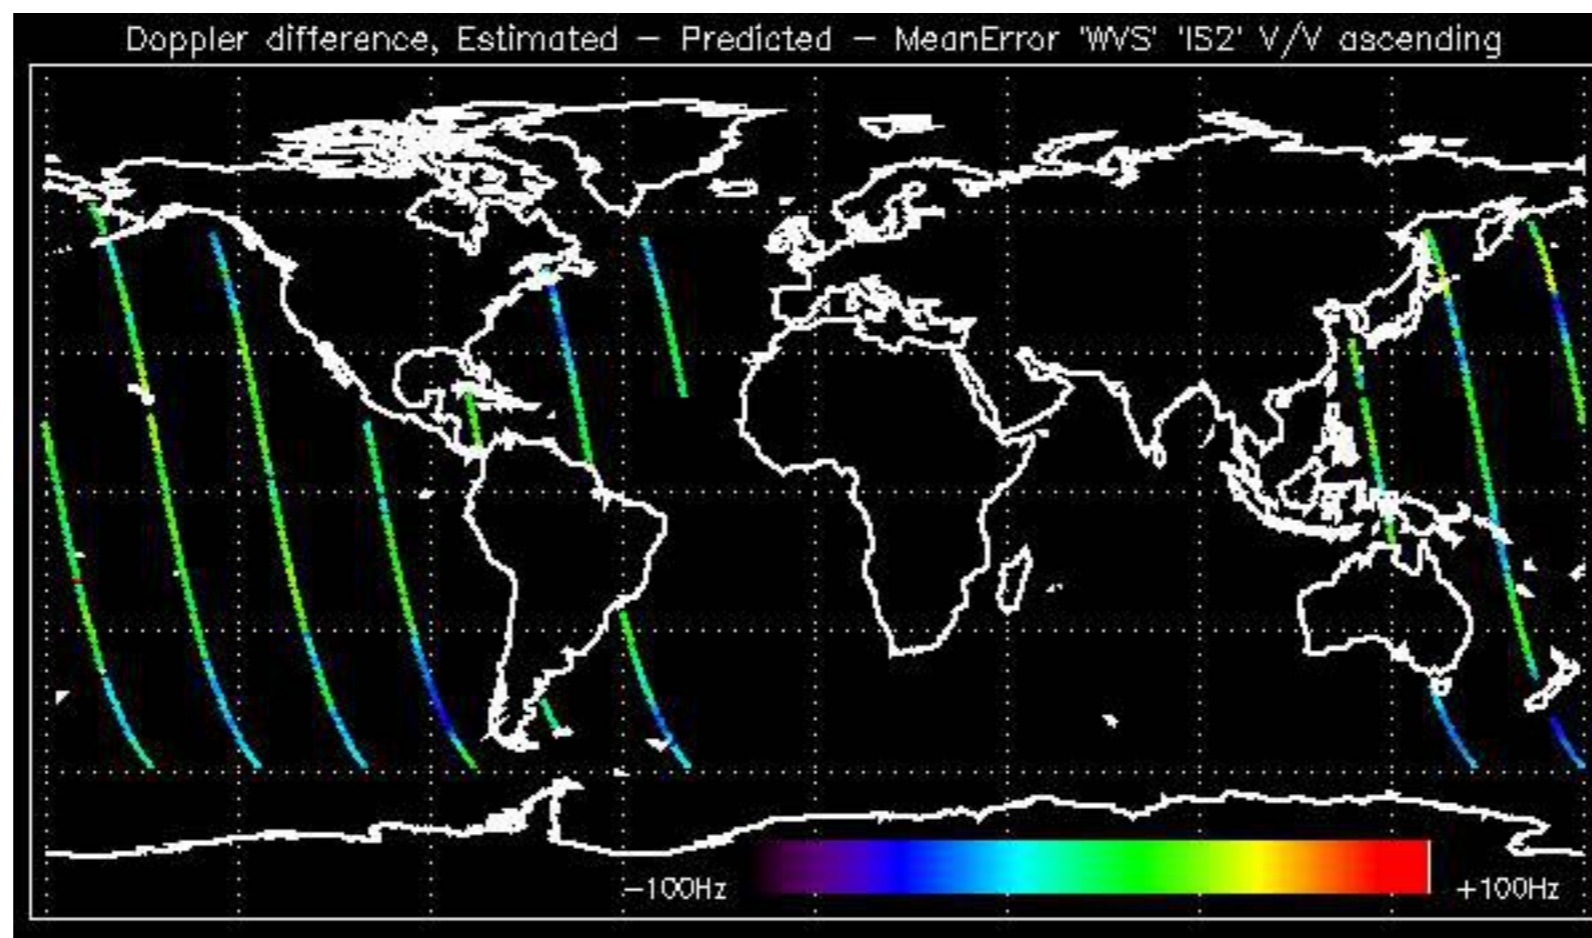 Doppler difference, Estimated − Predicted − MeanError 'WVS' 'IS2' V/V ascending
−100Hz
+100Hz